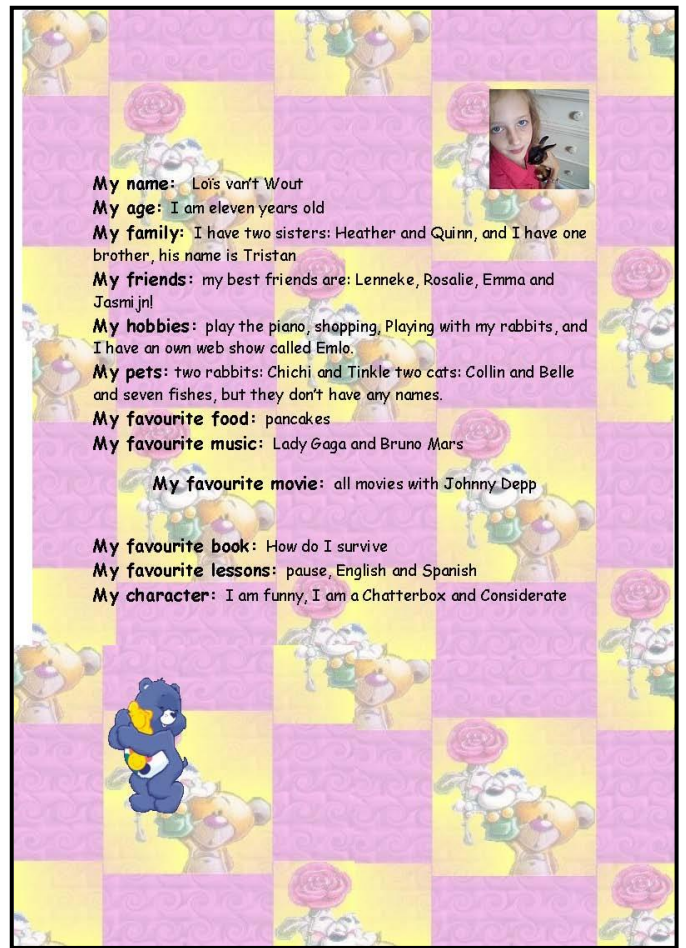 My name: Loïs van't Wout
My age: I am eleven years old
My family: I have two sisters: Heather and Quinn, and I have one
brother, his name is Tristan
My friends: my best friends are: Lenneke, Rosalie, Emma and
Jasmijn!
My hobbies: play the piano, shopping, Playing with my rabbits, and
I have an own web show called Emlo.
My pets: two rabbits: Chichi and Tinkle two cats: Collin and Belle
and seven fishes, but they don't have any names.
My favourite food: pancakes
My favourite music: Lady Gaga and Bruno Mars
My favourite movie: all movies with Johnny Depp
My favourite book: How do I survive
My favourite lessons: pause, English and Spanish
My character: I am funny, I am a Chatterbox and Considerate